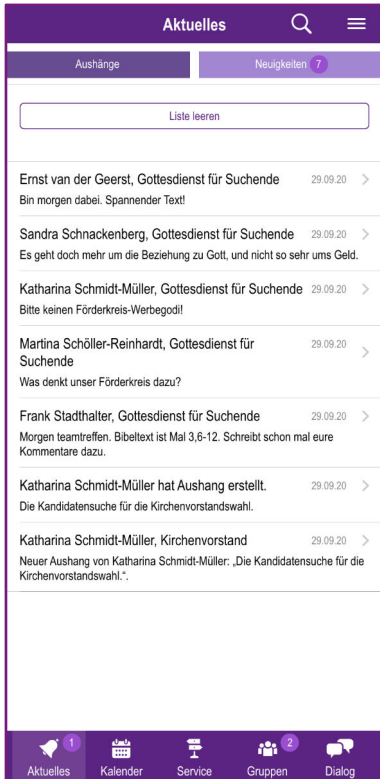 Aktuelles
Aushänge
Neuigkeiten 7
Liste leeren
Ernst van der Geerst, Gottesdienst für Suchende 29.09.20
Bin morgen dabei. Spannender Text!
Sandra Schnackenberg, Gottesdienst für Suchende 29.09.20
Es geht doch mehr um die Beziehung zu Gott, und nicht so sehr ums Geld.
Katharina Schmidt-Müller, Gottesdienst für Suchende 29.09.20
Bitte keinen Förderkreis-Werbegodi!
Martina Schöller-Reinhardt, Gottesdienst für 29.09.20
Suchende
Was denkt unser Förderkreis dazu?
Frank Stadthalter, Gottesdienst für Suchende 29.09.20
Morgen teamtreffen. Bibeltext ist Mal 3,6-12. Schreibt schon mal eure
Kommentare dazu.
Katharina Schmidt-Müller hat Aushang erstellt. 29.09.20
Die Kandidatensuche für die Kirchenvorstandswahl.
Katharina Schmidt-Müller, Kirchenvorstand 29.09.20
Neuer Aushang von Katharina Schmidt-Müller: „Die Kandidatensuche für die
Kirchenvorstandswahl.“.
1 2
Aktuelles Kalender Service Gruppen Dialog